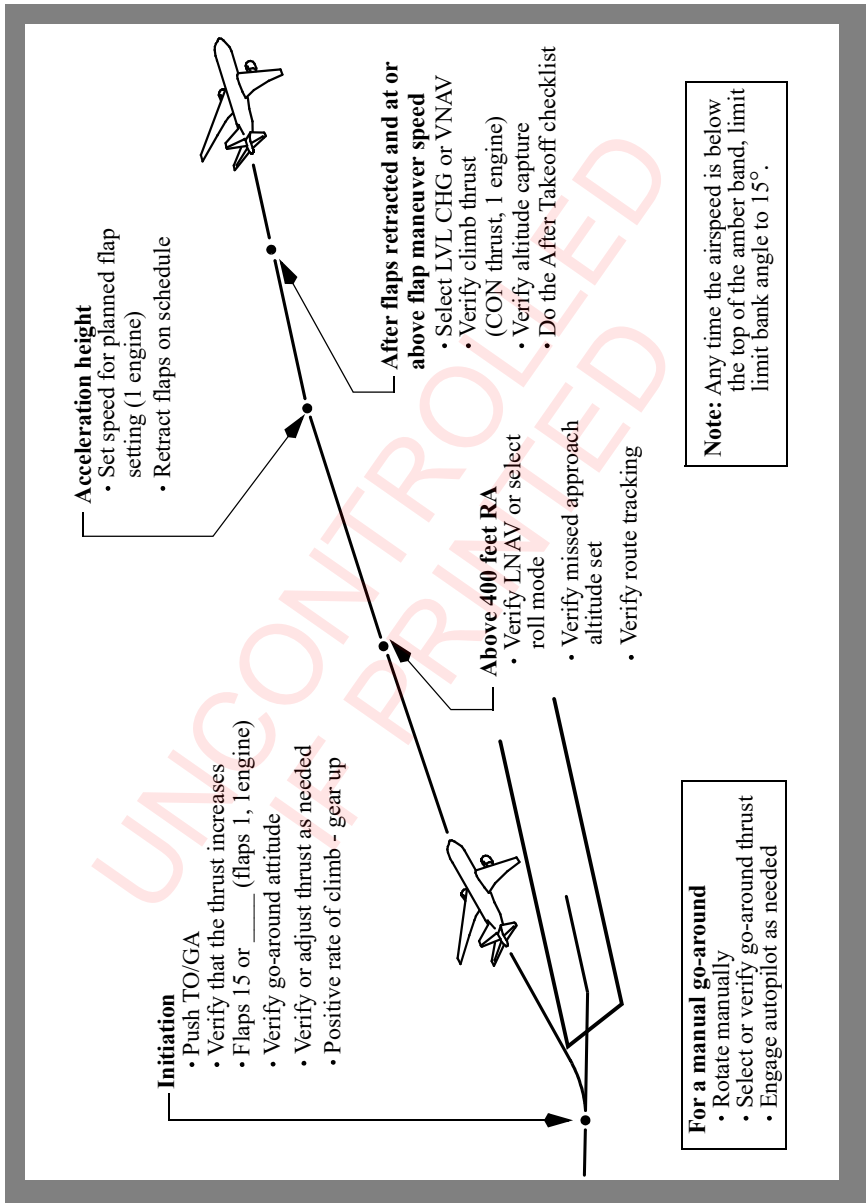 Initiation
• Push TO/GA
• Verify that the thrust increases
• Flaps 15 or _____ (flaps 1, 1engine)
• Verify go-around attitude
• Verify or adjust thrust as needed
• Positive rate of climb - gear up
Above 400 feet RA
• Verify LNAV or select
roll mode
• Verify missed approach
altitude set
• Verify route tracking
Acceleration height
• Set speed for planned flap
setting (1 engine)
• Retract flaps on schedule
After flaps retracted and at or
above flap maneuver speed
• Select LVL CHG or VNAV
• Verify climb thrust
(CON thrust, 1 engine)
• Verify altitude capture
• Do the After Takeoff checklist
For a manual go-around
• Rotate manually
• Select or verify go-around thrust
• Engage autopilot as needed
Note: Any time the airspeed is below
the top of the amber band, limit
limit bank angle to 15°.
UNCONTROLLED
IF PRINTED